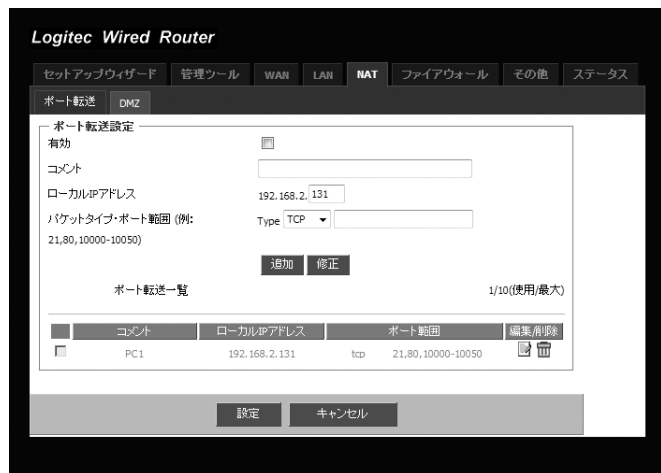 Logitec Wired Router
セットアップウィザード 管理ツール WAN LAN NAT ファイアウォール その他 ステータス
ポート転送 DMZ
ポート転送設定
有効
コメント
ローカルIPアドレス 192.168.2. 131
パケットタイプ・ポート範囲 (例: Type TCP
21,80,10000-10050)
追加 修正
ポート転送一覧 1/10(使用/最大)
コメント ローカルIPアドレス ポート範囲 編集/削除
PC1 192.168.2.131 tcp 21,80,10000-10050
設定 キャンセル